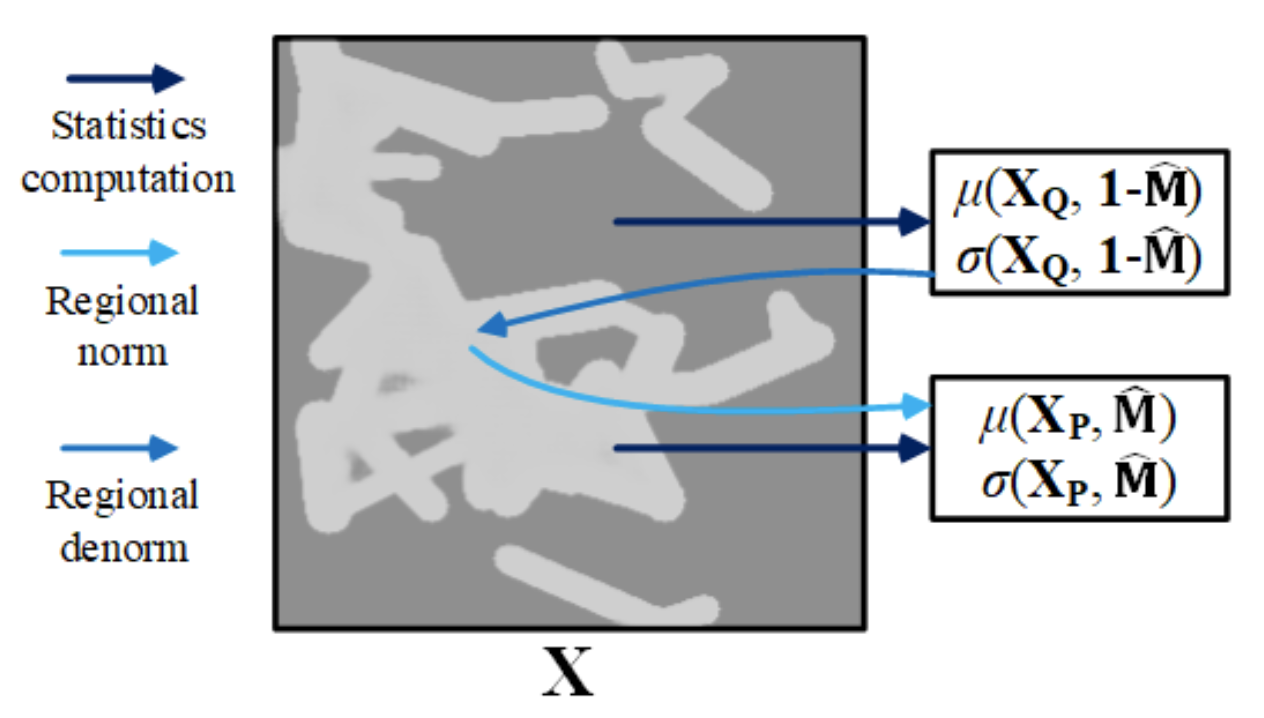 Statistics
computation
Regional
norm
Regional
denorm
X
μ(X_Q, 1-M̂)
σ(X_Q, 1-M̂)
μ(X_P, M̂)
σ(X_P, M̂)